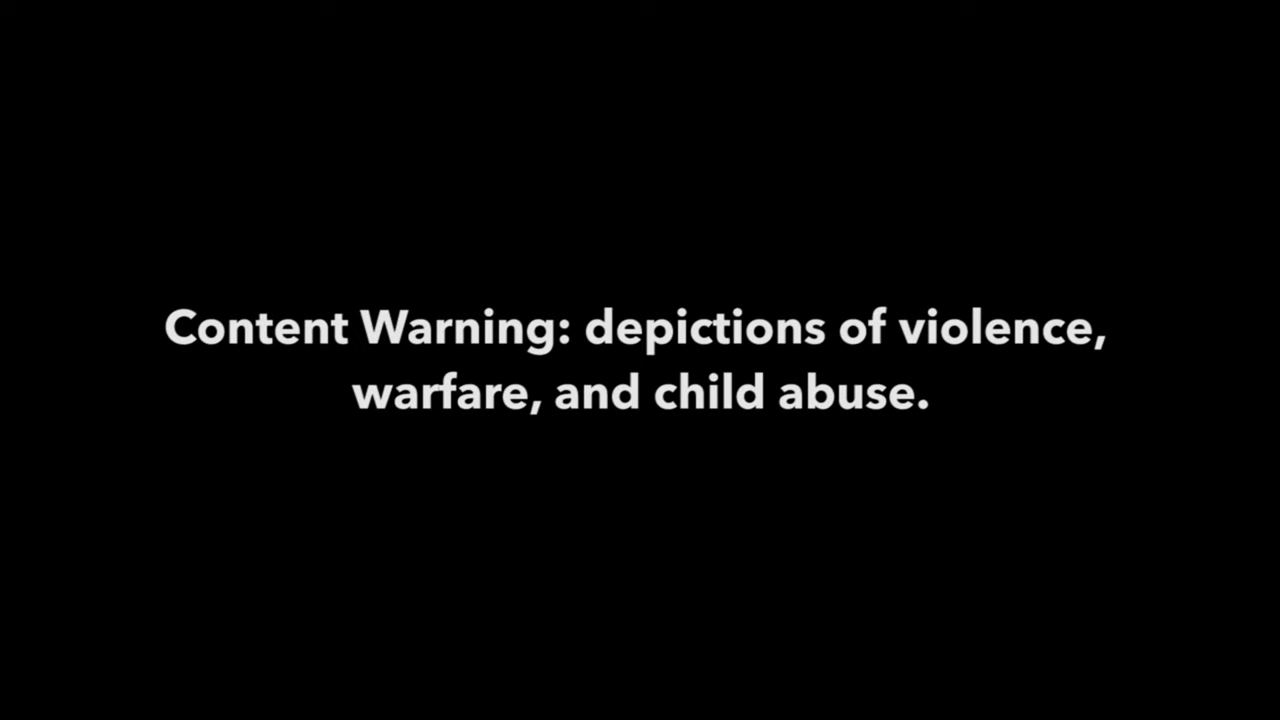 Content Warning: depictions of violence,
warfare, and child abuse.